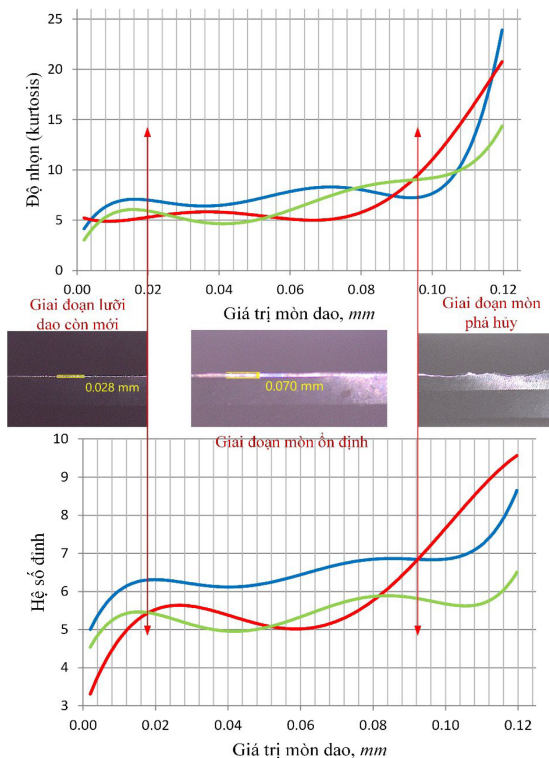 25
20
15
10
5
0
Độ nhọn (kurtosis)
0.00 0.02 0.04 0.06 0.08 0.10 0.12
Giai đoạn lưỡi
dao còn mới
Giá trị mòn dao, mm
Giai đoạn mòn
phá hủy
0.028 mm
0.070 mm
Giai đoạn mòn ổn định
10
9
8
7
6
5
4
3
Hệ số đỉnh
0.00 0.02 0.04 0.06 0.08 0.10 0.12
Giá trị mòn dao, mm